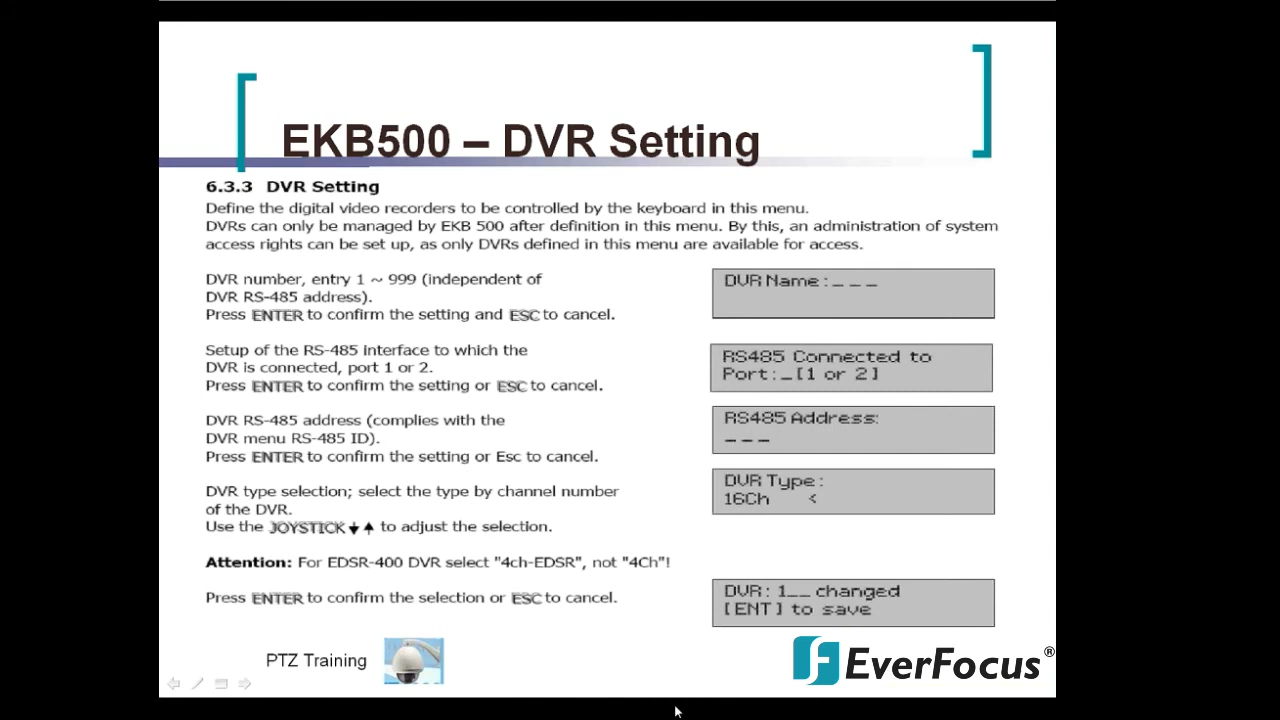 EKB500 – DVR Setting
6.3.3 DVR Setting
Define the digital video recorders to be controlled by the keyboard in this menu.
DVRs can only be managed by EKB 500 after definition in this menu. By this, an administration of system
access rights can be set up, as only DVRs defined in this menu are available for access.
DVR number, entry 1 ~ 999 (independent of
DVR RS-485 address).
Press ENTER to confirm the setting and ESC to cancel.
DVR Name:_ _ _
Setup of the RS-485 interface to which the
DVR is connected, port 1 or 2.
Press ENTER to confirm the setting or ESC to cancel.
RS485 Connected to
Port:_[1 or 2]
DVR RS-485 address (complies with the
DVR menu RS-485 ID).
Press ENTER to confirm the setting or Esc to cancel.
RS485 Address:
_ _ _
DVR type selection; select the type by channel number
of the DVR.
Use the JOYSTICK ↓ ↑ to adjust the selection.
DVR Type:
16Ch <
Attention: For EDSR-400 DVR select "4ch-EDSR", not "4Ch"!
Press ENTER to confirm the selection or ESC to cancel.
DVR: 1_ _ changed
[ENT] to save
PTZ Training
EverFocus®